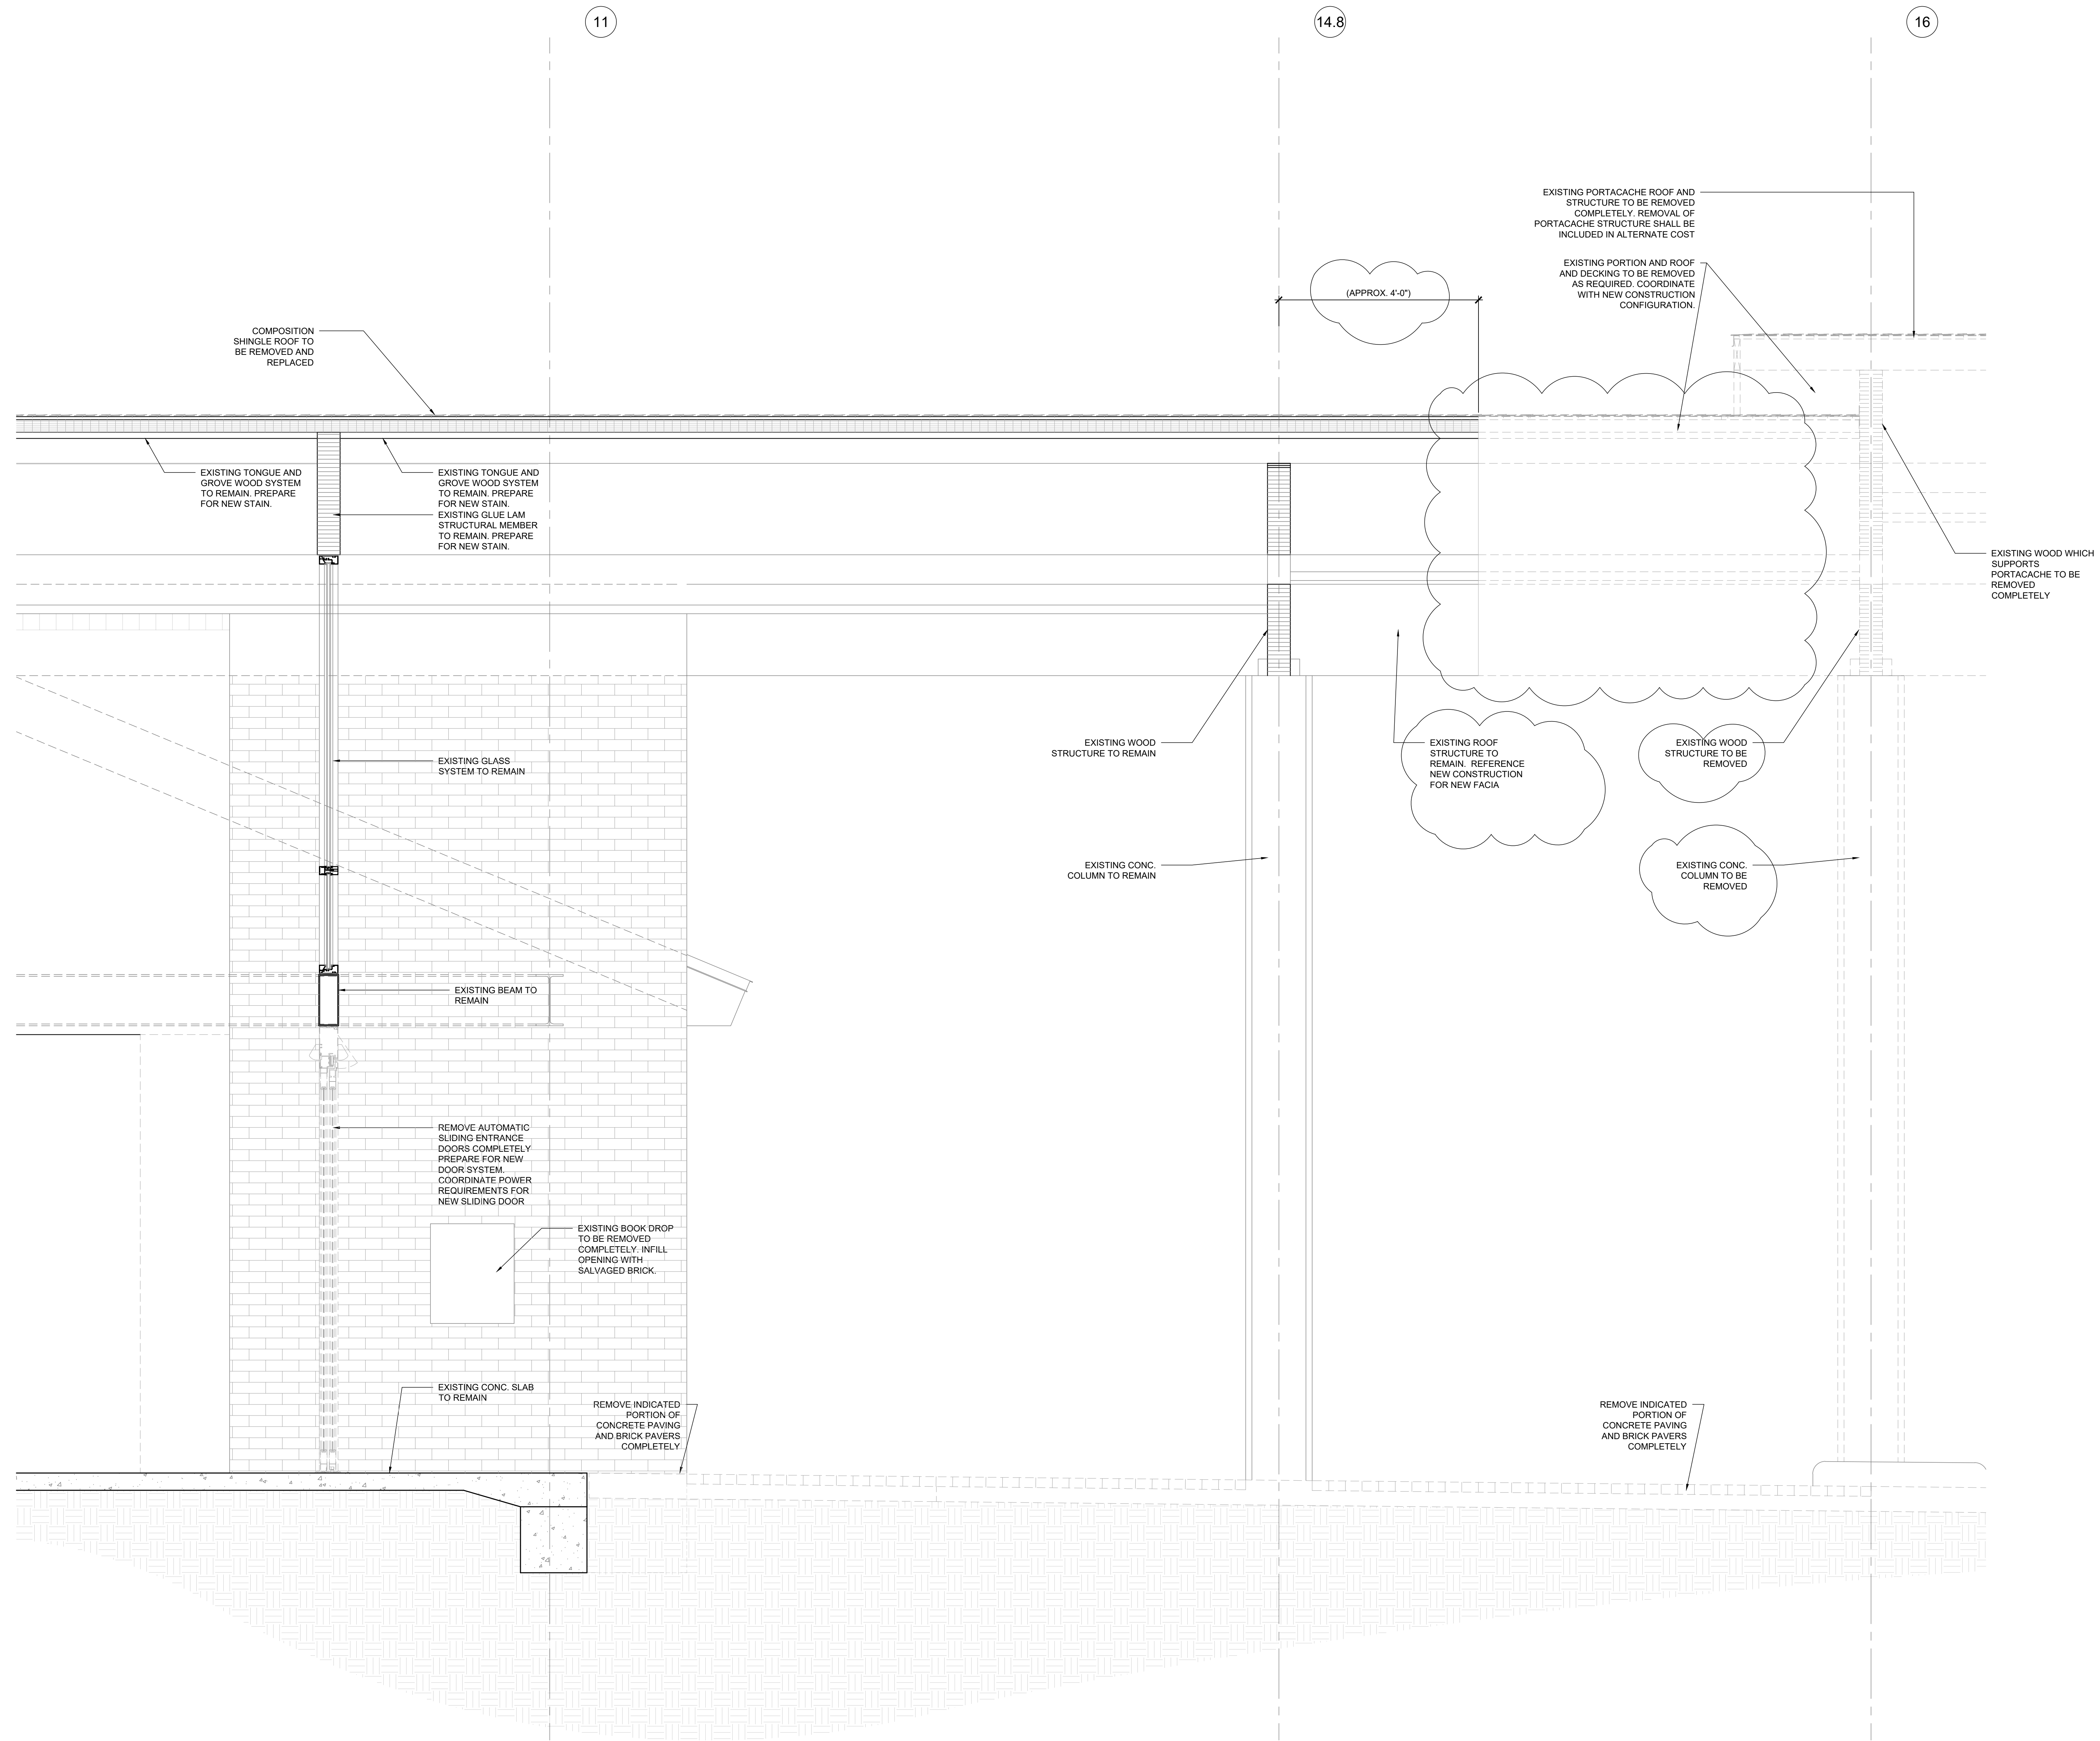 11
14.8
16
EXISTING PORTACACHE ROOF AND
STRUCTURE TO BE REMOVED
COMPLETELY. REMOVAL OF
PORTACACHE STRUCTURE SHALL BE
INCLUDED IN ALTERNATE COST
EXISTING PORTION AND ROOF
AND DECKING TO BE REMOVED
AS REQUIRED. COORDINATE
WITH NEW CONSTRUCTION
CONFIGURATION.
(APPROX. 4'-0")
COMPOSITION
SHINGLE ROOF TO
BE REMOVED AND
REPLACED
EXISTING TONGUE AND
GROVE WOOD SYSTEM
TO REMAIN. PREPARE
FOR NEW STAIN.
EXISTING TONGUE AND
GROVE WOOD SYSTEM
TO REMAIN. PREPARE
FOR NEW STAIN.
EXISTING GLUE LAM
STRUCTURAL MEMBER
TO REMAIN. PREPARE
FOR NEW STAIN.
EXISTING WOOD WHICH
SUPPORTS
PORTACACHE TO BE
REMOVED
COMPLETELY
EXISTING WOOD
STRUCTURE TO REMAIN
EXISTING ROOF
STRUCTURE TO
REMAIN. REFERENCE
NEW CONSTRUCTION
FOR NEW FACIA
EXISTING WOOD
STRUCTURE TO BE
REMOVED
EXISTING GLASS
SYSTEM TO REMAIN
EXISTING CONC.
COLUMN TO REMAIN
EXISTING CONC.
COLUMN TO BE
REMOVED
EXISTING BEAM TO
REMAIN
REMOVE AUTOMATIC
SLIDING ENTRANCE
DOORS COMPLETELY
PREPARE FOR NEW
DOOR SYSTEM.
COORDINATE POWER
REQUIREMENTS FOR
NEW SLIDING DOOR
EXISTING BOOK DROP
TO BE REMOVED
COMPLETELY. INFILL
OPENING WITH
SALVAGED BRICK.
EXISTING CONC. SLAB
TO REMAIN
REMOVE INDICATED
PORTION OF
CONCRETE PAVING
AND BRICK PAVERS
COMPLETELY
REMOVE INDICATED
PORTION OF
CONCRETE PAVING
AND BRICK PAVERS
COMPLETELY